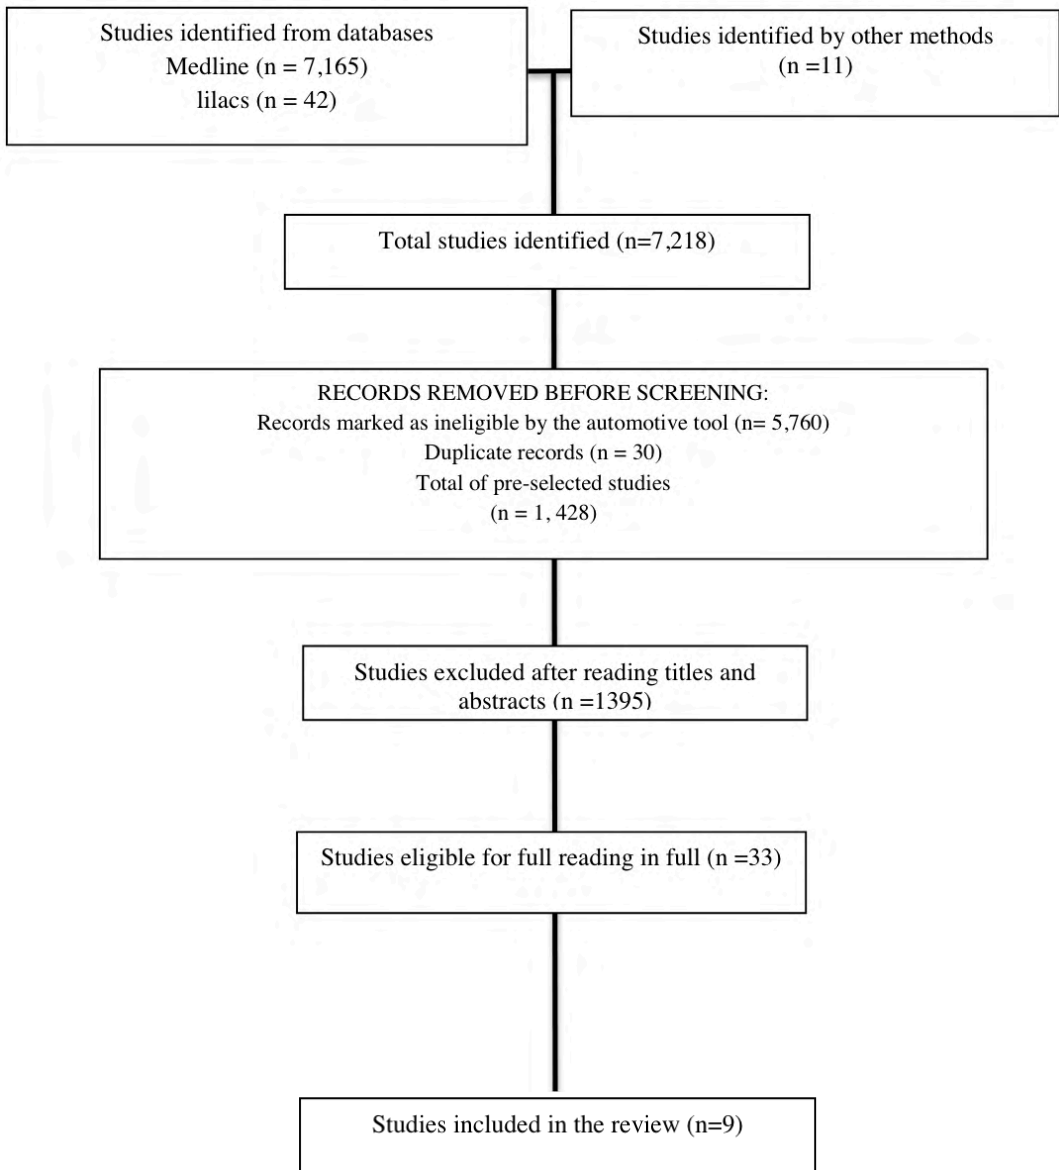 Studies identified from databases
Medline (n = 7,165)
lilacs (n = 42)
Studies identified by other methods
(n =11)
Total studies identified (n=7,218)
RECORDS REMOVED BEFORE SCREENING:
Records marked as ineligible by the automotive tool (n= 5,760)
Duplicate records (n = 30)
Total of pre-selected studies
(n = 1, 428)
Studies excluded after reading titles and
abstracts (n =1395)
Studies eligible for full reading in full (n =33)
Studies included in the review (n=9)